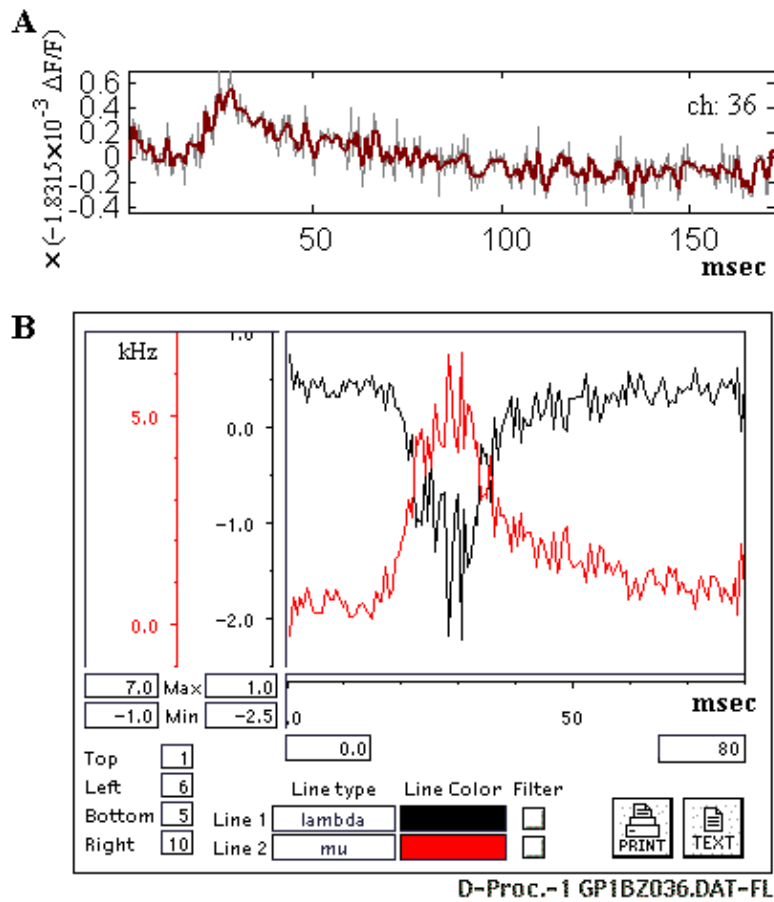 A
× (−1.8315×10⁻³ ΔF/F)
0.6
0.4
0.2
0
-0.2
-0.4
ch: 36
50 100 150
msec
B
kHz
1.0
5.0
0.0
-1.0
0.0
-2.0
7.0 Max 1.0
-1.0 Min -2.5
.0 50
msec
0.0 80
Top 1
Left 6
Bottom 5
Right 10
Line type Line Color Filter
Line 1 lambda
Line 2 mu
PRINT TEXT
D-Proc.-1 GP1BZ036.DAT-FL